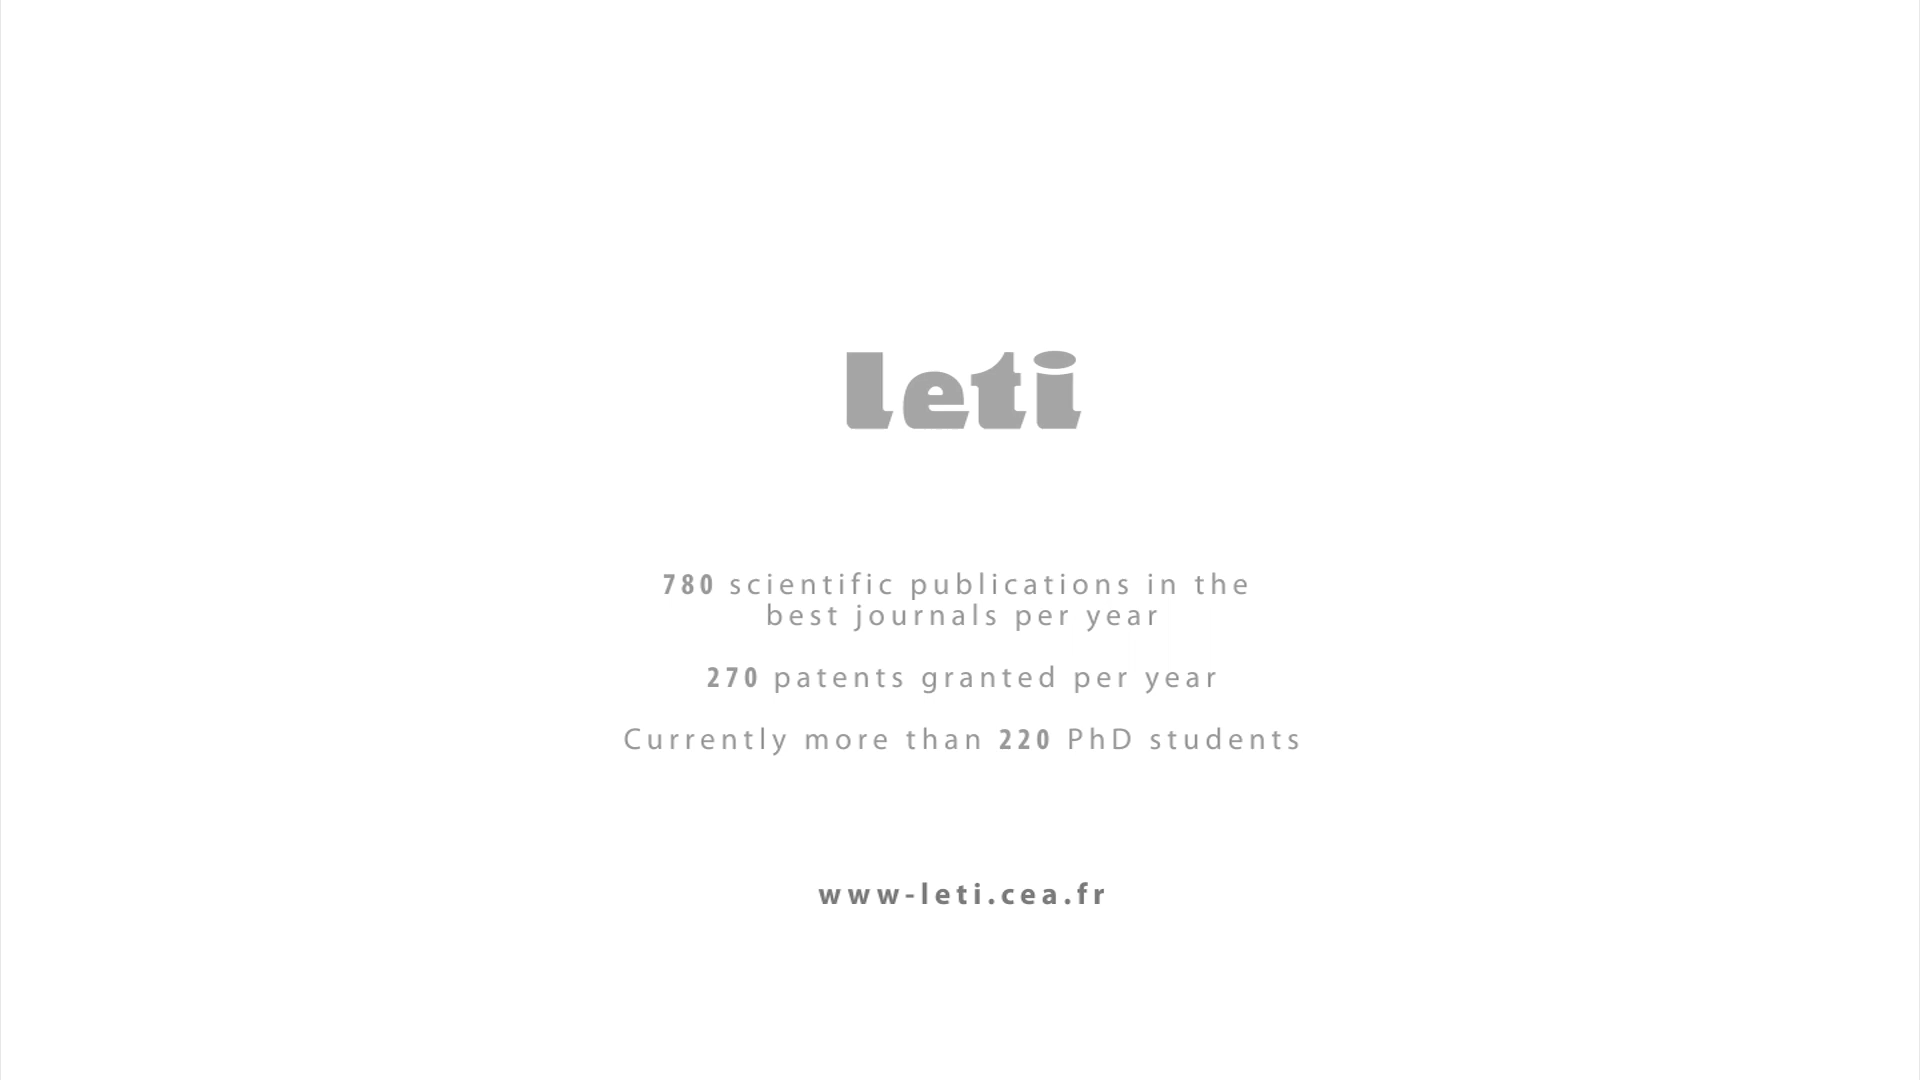 leti
780 scientific publications in the
best journals per year
270 patents granted per year
Currently more than 220 PhD students
www-leti.cea.fr